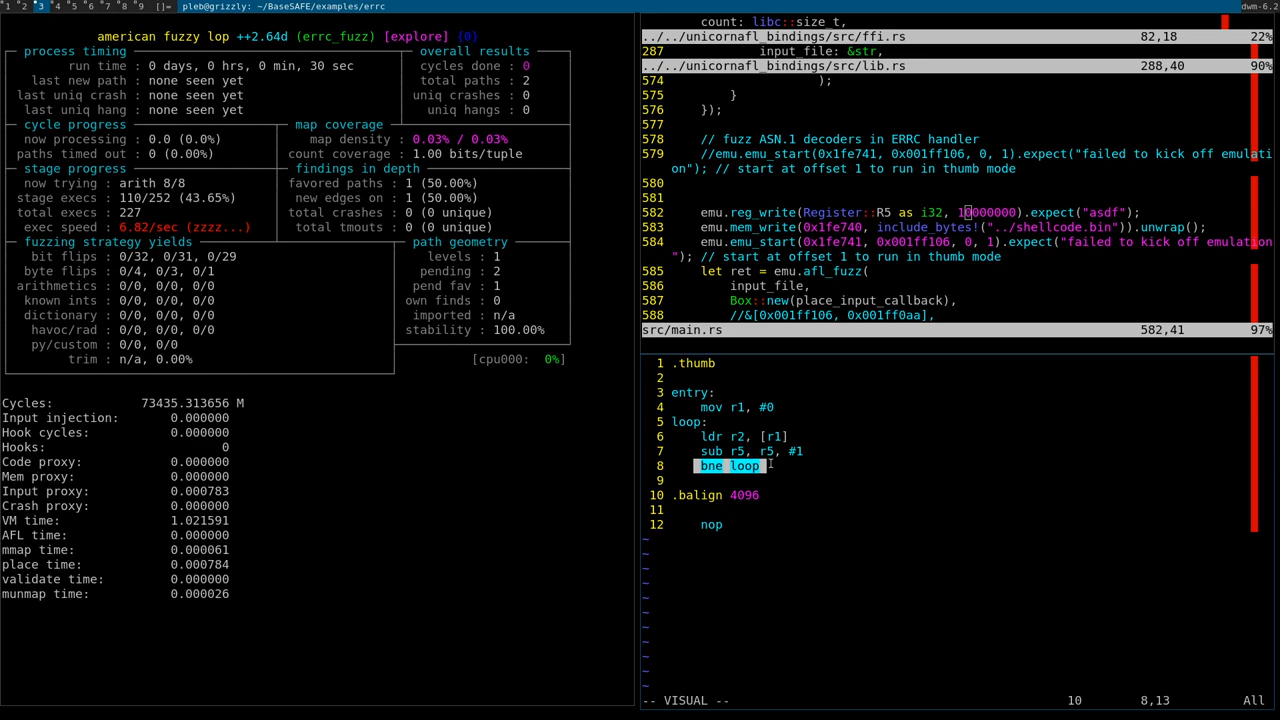 1 2 3 4 5 6 7 8 9 []= pleb@grizzly: ~/BaseSAFE/examples/errc dwm-6.2
american fuzzy lop ++2.64d (errc_fuzz) [explore] {0}
process timing
run time : 0 days, 0 hrs, 0 min, 30 sec
last new path : none seen yet
last uniq crash : none seen yet
last uniq hang : none seen yet
overall results
cycles done : 0
total paths : 2
uniq crashes : 0
uniq hangs : 0
cycle progress
now processing : 0.0 (0.0%)
paths timed out : 0 (0.00%)
map coverage
map density : 0.03% / 0.03%
count coverage : 1.00 bits/tuple
stage progress
now trying : arith 8/8
stage execs : 110/252 (43.65%)
total execs : 227
exec speed : 6.82/sec (zzzz...)
findings in depth
favored paths : 1 (50.00%)
new edges on : 1 (50.00%)
total crashes : 0 (0 unique)
total tmouts : 0 (0 unique)
fuzzing strategy yields
bit flips : 0/32, 0/31, 0/29
byte flips : 0/4, 0/3, 0/1
arithmetics : 0/0, 0/0, 0/0
known ints : 0/0, 0/0, 0/0
dictionary : 0/0, 0/0, 0/0
havoc/rad : 0/0, 0/0, 0/0
py/custom : 0/0, 0/0
trim : n/a, 0.00%
path geometry
levels : 1
pending : 2
pend fav : 1
own finds : 0
imported : n/a
stability : 100.00%
[cpu000: 0%]
Cycles: 73435.313656 M
Input injection: 0.000000
Hook cycles: 0.000000
Hooks: 0
Code proxy: 0.000000
Mem proxy: 0.000000
Input proxy: 0.000783
Crash proxy: 0.000000
VM time: 1.021591
AFL time: 0.000000
mmap time: 0.000061
place time: 0.000784
validate time: 0.000000
munmap time: 0.000026
count: libc::size_t,
../../unicornafl_bindings/src/ffi.rs 82,18 22%
287 input_file: &str,
../../unicornafl_bindings/src/lib.rs 288,40 90%
574 );
575 }
576 });
577
578 // fuzz ASN.1 decoders in ERRC handler
579 //emu.emu_start(0x1fe741, 0x001ff106, 0, 1).expect("failed to kick off emulati
on"); // start at offset 1 to run in thumb mode
580
581
582 emu.reg_write(Register::R5 as i32, 10000000).expect("asdf");
583 emu.mem_write(0x1fe740, include_bytes!("../shellcode.bin")).unwrap();
584 emu.emu_start(0x1fe741, 0x001ff106, 0, 1).expect("failed to kick off emulation
"); // start at offset 1 to run in thumb mode
585 let ret = emu.afl_fuzz(
586 input_file,
587 Box::new(place_input_callback),
588 //&[0x001ff106, 0x001ff0aa],
src/main.rs 582,41 97%
1 .thumb
2
3 entry:
4 mov r1, #0
5 loop:
6 ldr r2, [r1]
7 sub r5, r5, #1
8 bne loop
9
10 .balign 4096
11
12 nop
~
~
~
~
~
~
~
~
~
~
~
-- VISUAL -- 10 8,13 All